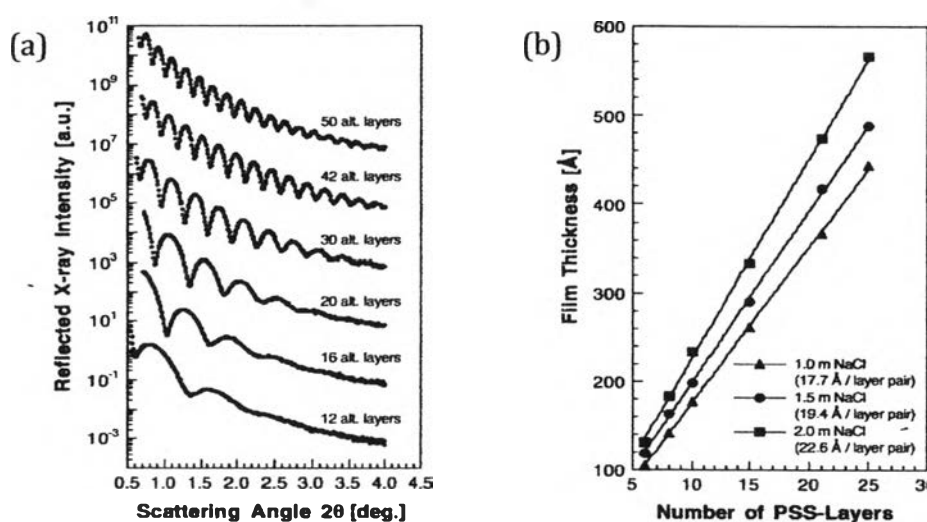 (a)
Reflected X-ray Intensity [a.u.]
10^11
10^9
10^7
10^5
10^3
10^1
10^-1
10^-3
50 alt. layers
42 alt. layers
30 alt. layers
20 alt. layers
16 alt. layers
12 alt. layers
0.5 1.0 1.5 2.0 2.5 3.0 3.5 4.0 4.5
Scattering Angle 2θ [deg.]
(b)
Film Thickness [Å]
600
500
400
300
200
100
1.0 m NaCl
(17.7 Å / layer pair)
1.5 m NaCl
(19.4 Å / layer pair)
2.0 m NaCl
(22.6 Å / layer pair)
5 10 15 20 25 30
Number of PSS-Layers